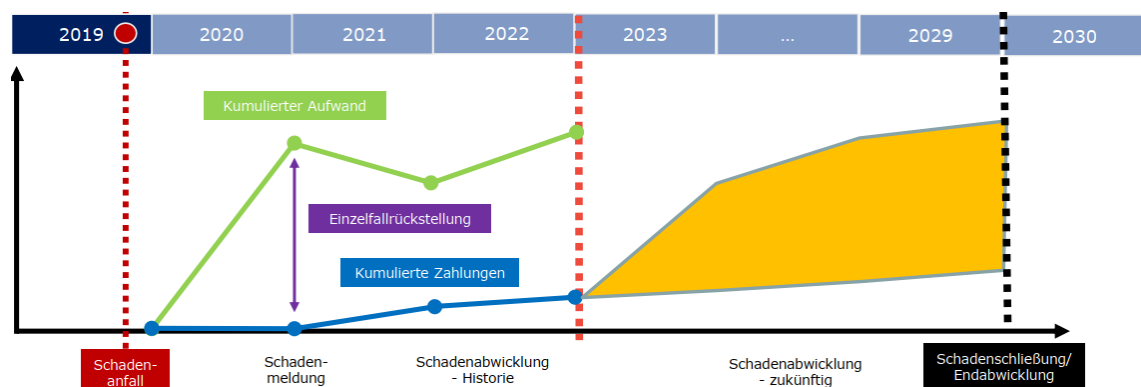 2019
2020
2021
2022
2023
...
2029
2030
Kumulierter Aufwand
Einzelfallrückstellung
Kumulierte Zahlungen
Schaden-
anfall
Schaden-
meldung
Schadenabwicklung
- Historie
Schadenabwicklung
- zukünftig
Schadenschließung/
Endabwicklung